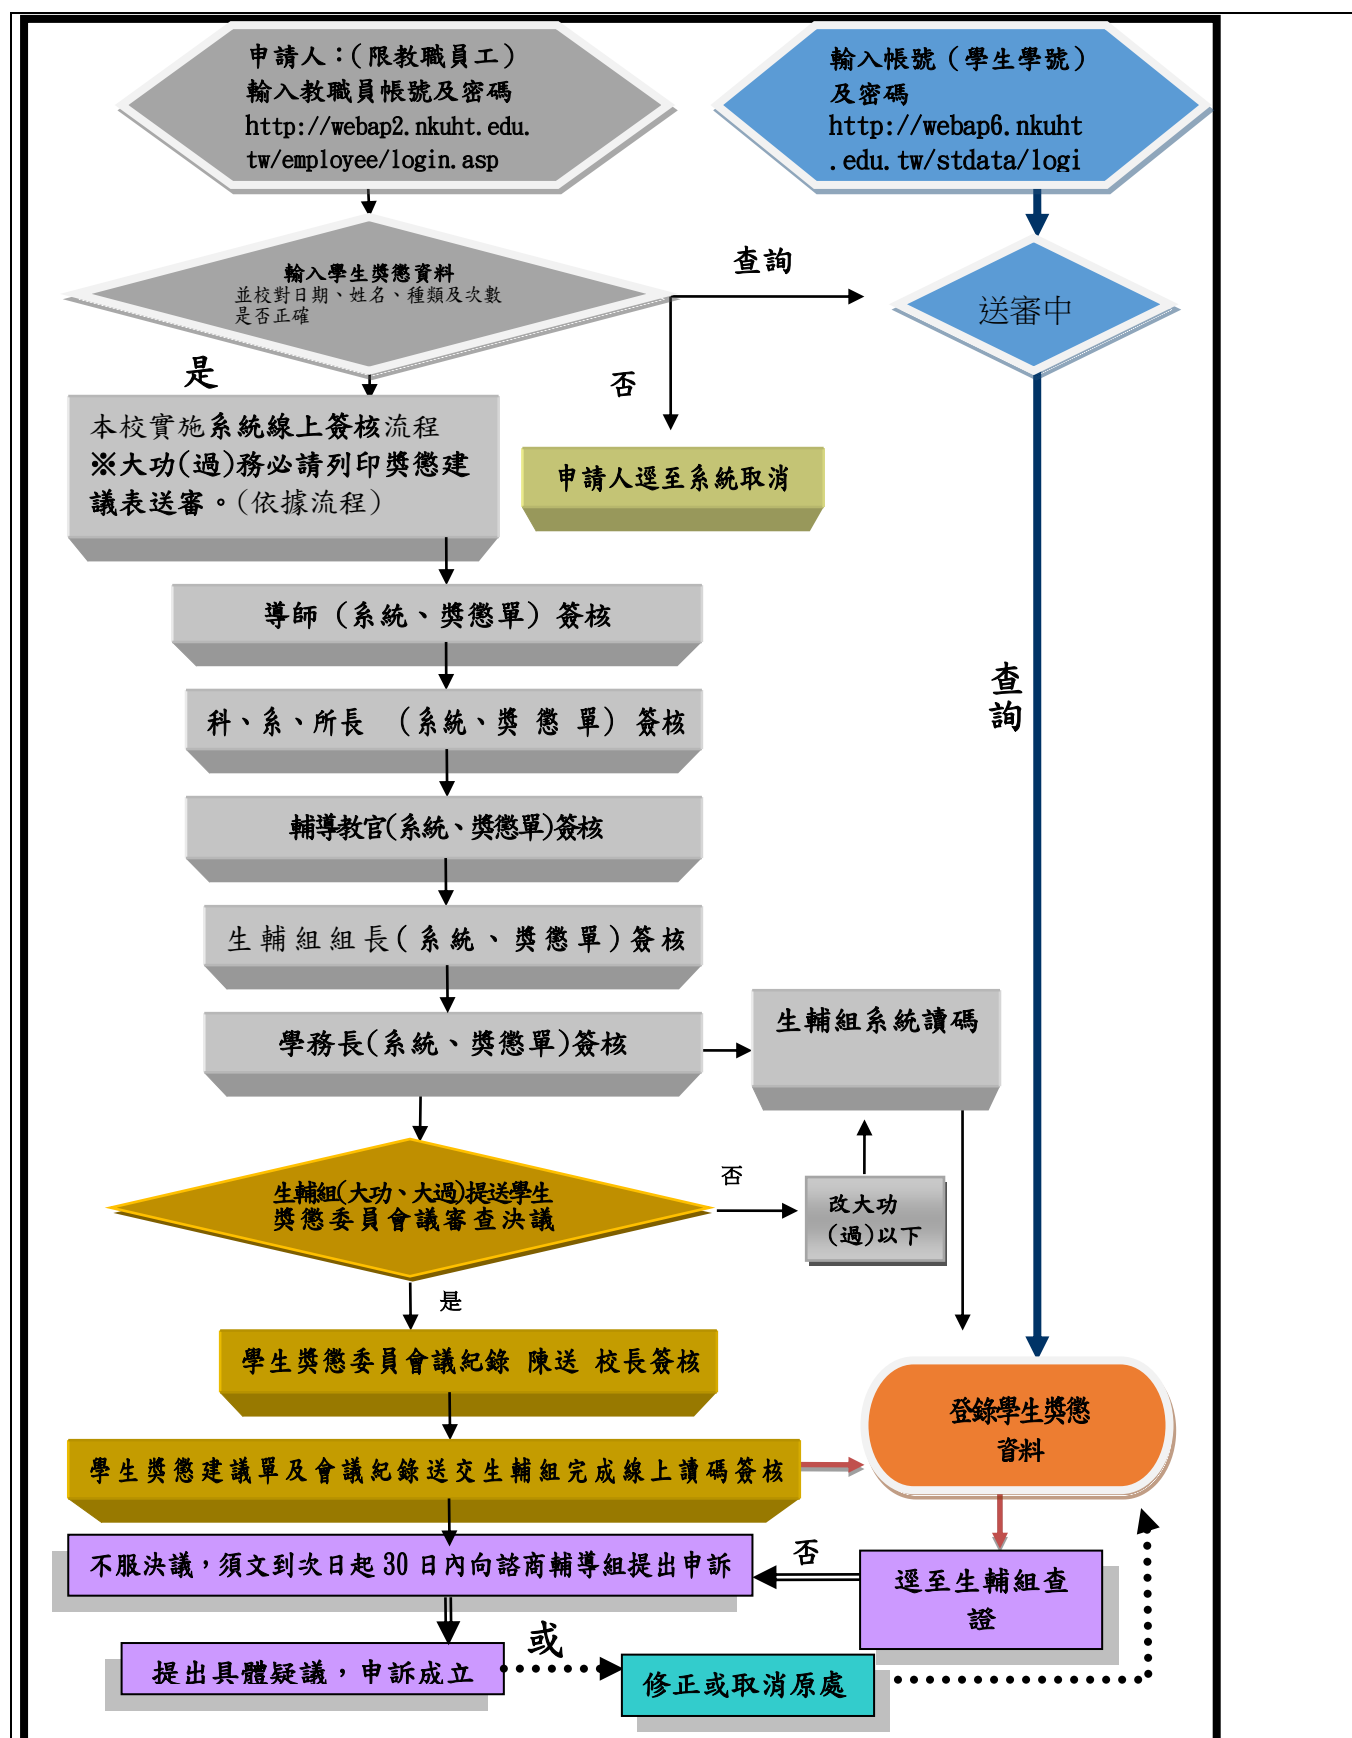 申請人：(限教職員工)
輸入教職員帳號及密碼
http://webap2.nkuht.edu.
tw/employee/login.asp
輸入帳號（學生學號）
及密碼
http://webap6.nkuht
.edu.tw/stdata/logi
輸入學生獎懲資料
並校對日期、姓名、種類及次數
是否正確
查詢
送審中
是
否
本校實施系統線上簽核流程
※大功(過)務必請列印獎懲建
議表送審。(依據流程)
申請人逕至系統取消
導師（系統、獎懲單）簽核
科、系、所長 （系統、獎 懲 單） 簽核
查
詢
輔導教官(系統、獎懲單)簽核
生輔組組長(系統、獎懲單)簽核
學務長(系統、獎懲單)簽核
生輔組系統讀碼
生輔組(大功、大過)提送學生
獎懲委員會議審查決議
否
改大功
(過)以下
是
學生獎懲委員會議紀錄 陳送 校長簽核
登錄學生獎懲
資料
學生獎懲建議單及會議紀錄送交生輔組完成線上讀碼簽核
不服決議，須文到次日起 30 日內向諮商輔導組提出申訴
否
逕至生輔組查
證
提出具體疑議，申訴成立
或
修正或取消原處